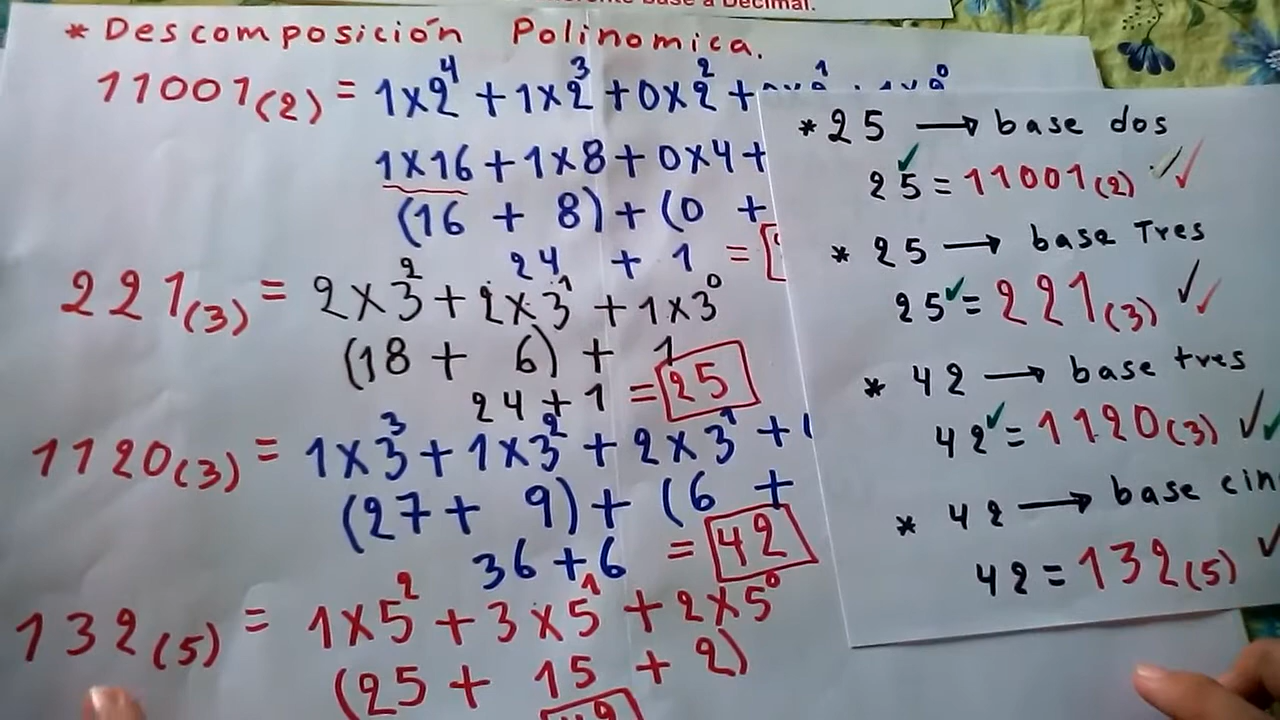 a Decimal.
* Descomposición Polinomica.
11001(2) = 1x2⁴ + 1x2³ + 0x2² +
1x16 + 1x8 + 0x4 +
(16 + 8) + (0 +
24 + 1 =
221(3) = 2x3² + 2x3¹ + 1x3⁰
(18 + 6) + 1
24 + 1 = 25
1120(3) = 1x3³ + 1x3² + 2x3¹ +
(27 + 9) + (6 +
36 + 6 = 42
132(5) = 1x5² + 3x5¹ + 2x5⁰
(25 + 15 + 2)
* 25 → base dos
25 = 11001(2)
* 25 → base Tres
25 = 221(3)
* 42 → base tres
42 = 1120(3)
* 42 → base cin
42 = 132(5)